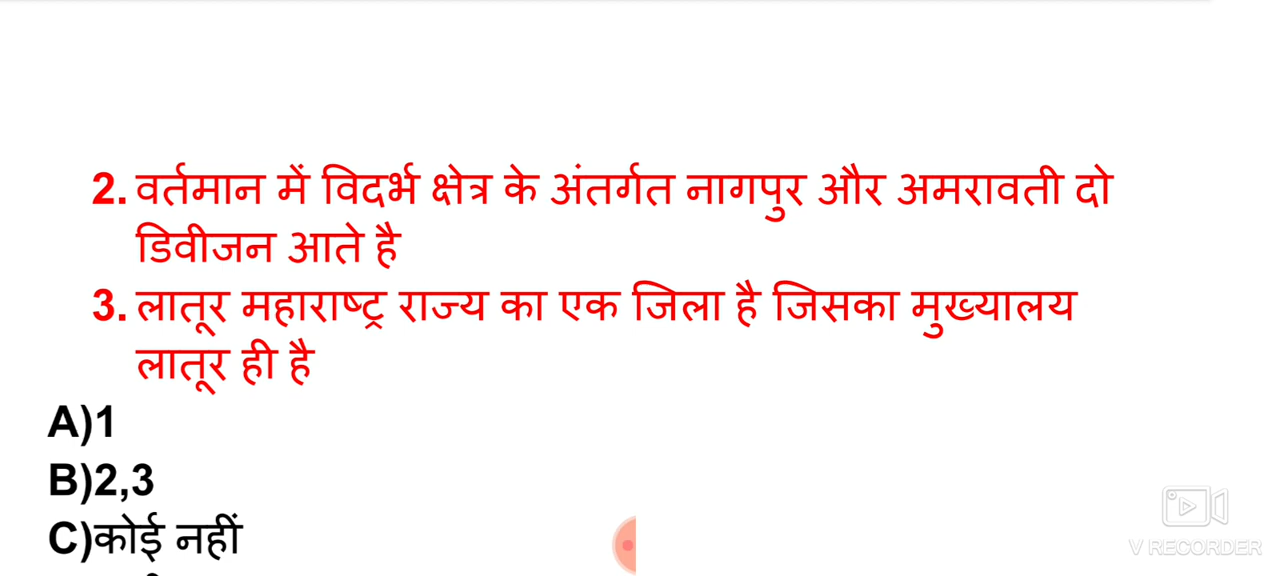 2. वर्तमान में विदर्भ क्षेत्र के अंतर्गत नागपुर और अमरावती दो
डिवीजन आते है
3. लातूर महाराष्ट्र राज्य का एक जिला है जिसका मुख्यालय
लातूर ही है
A)1
B)2,3
C)कोई नहीं
V RECORDER